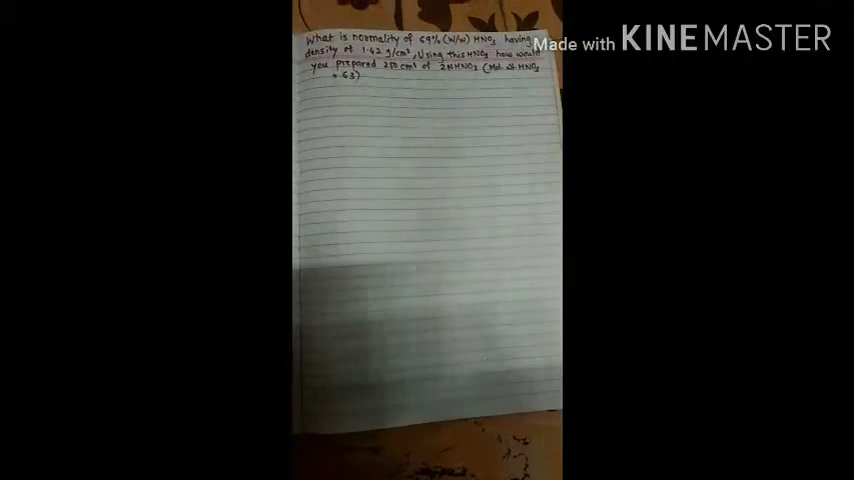 What is normality of 69% (W/W) HNO₃ having
density of 1.42 g/cm³, Using this HNO₃ how would
you prepared 250 cm³ of 2N HNO₃ (Mol. wt. HNO₃
= 63)
Made with KINEMASTER